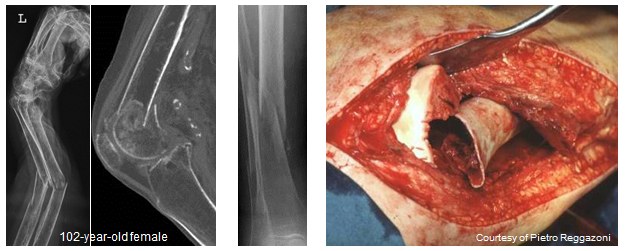 L
102-year-old female
Courtesy of Pietro Reggazoni